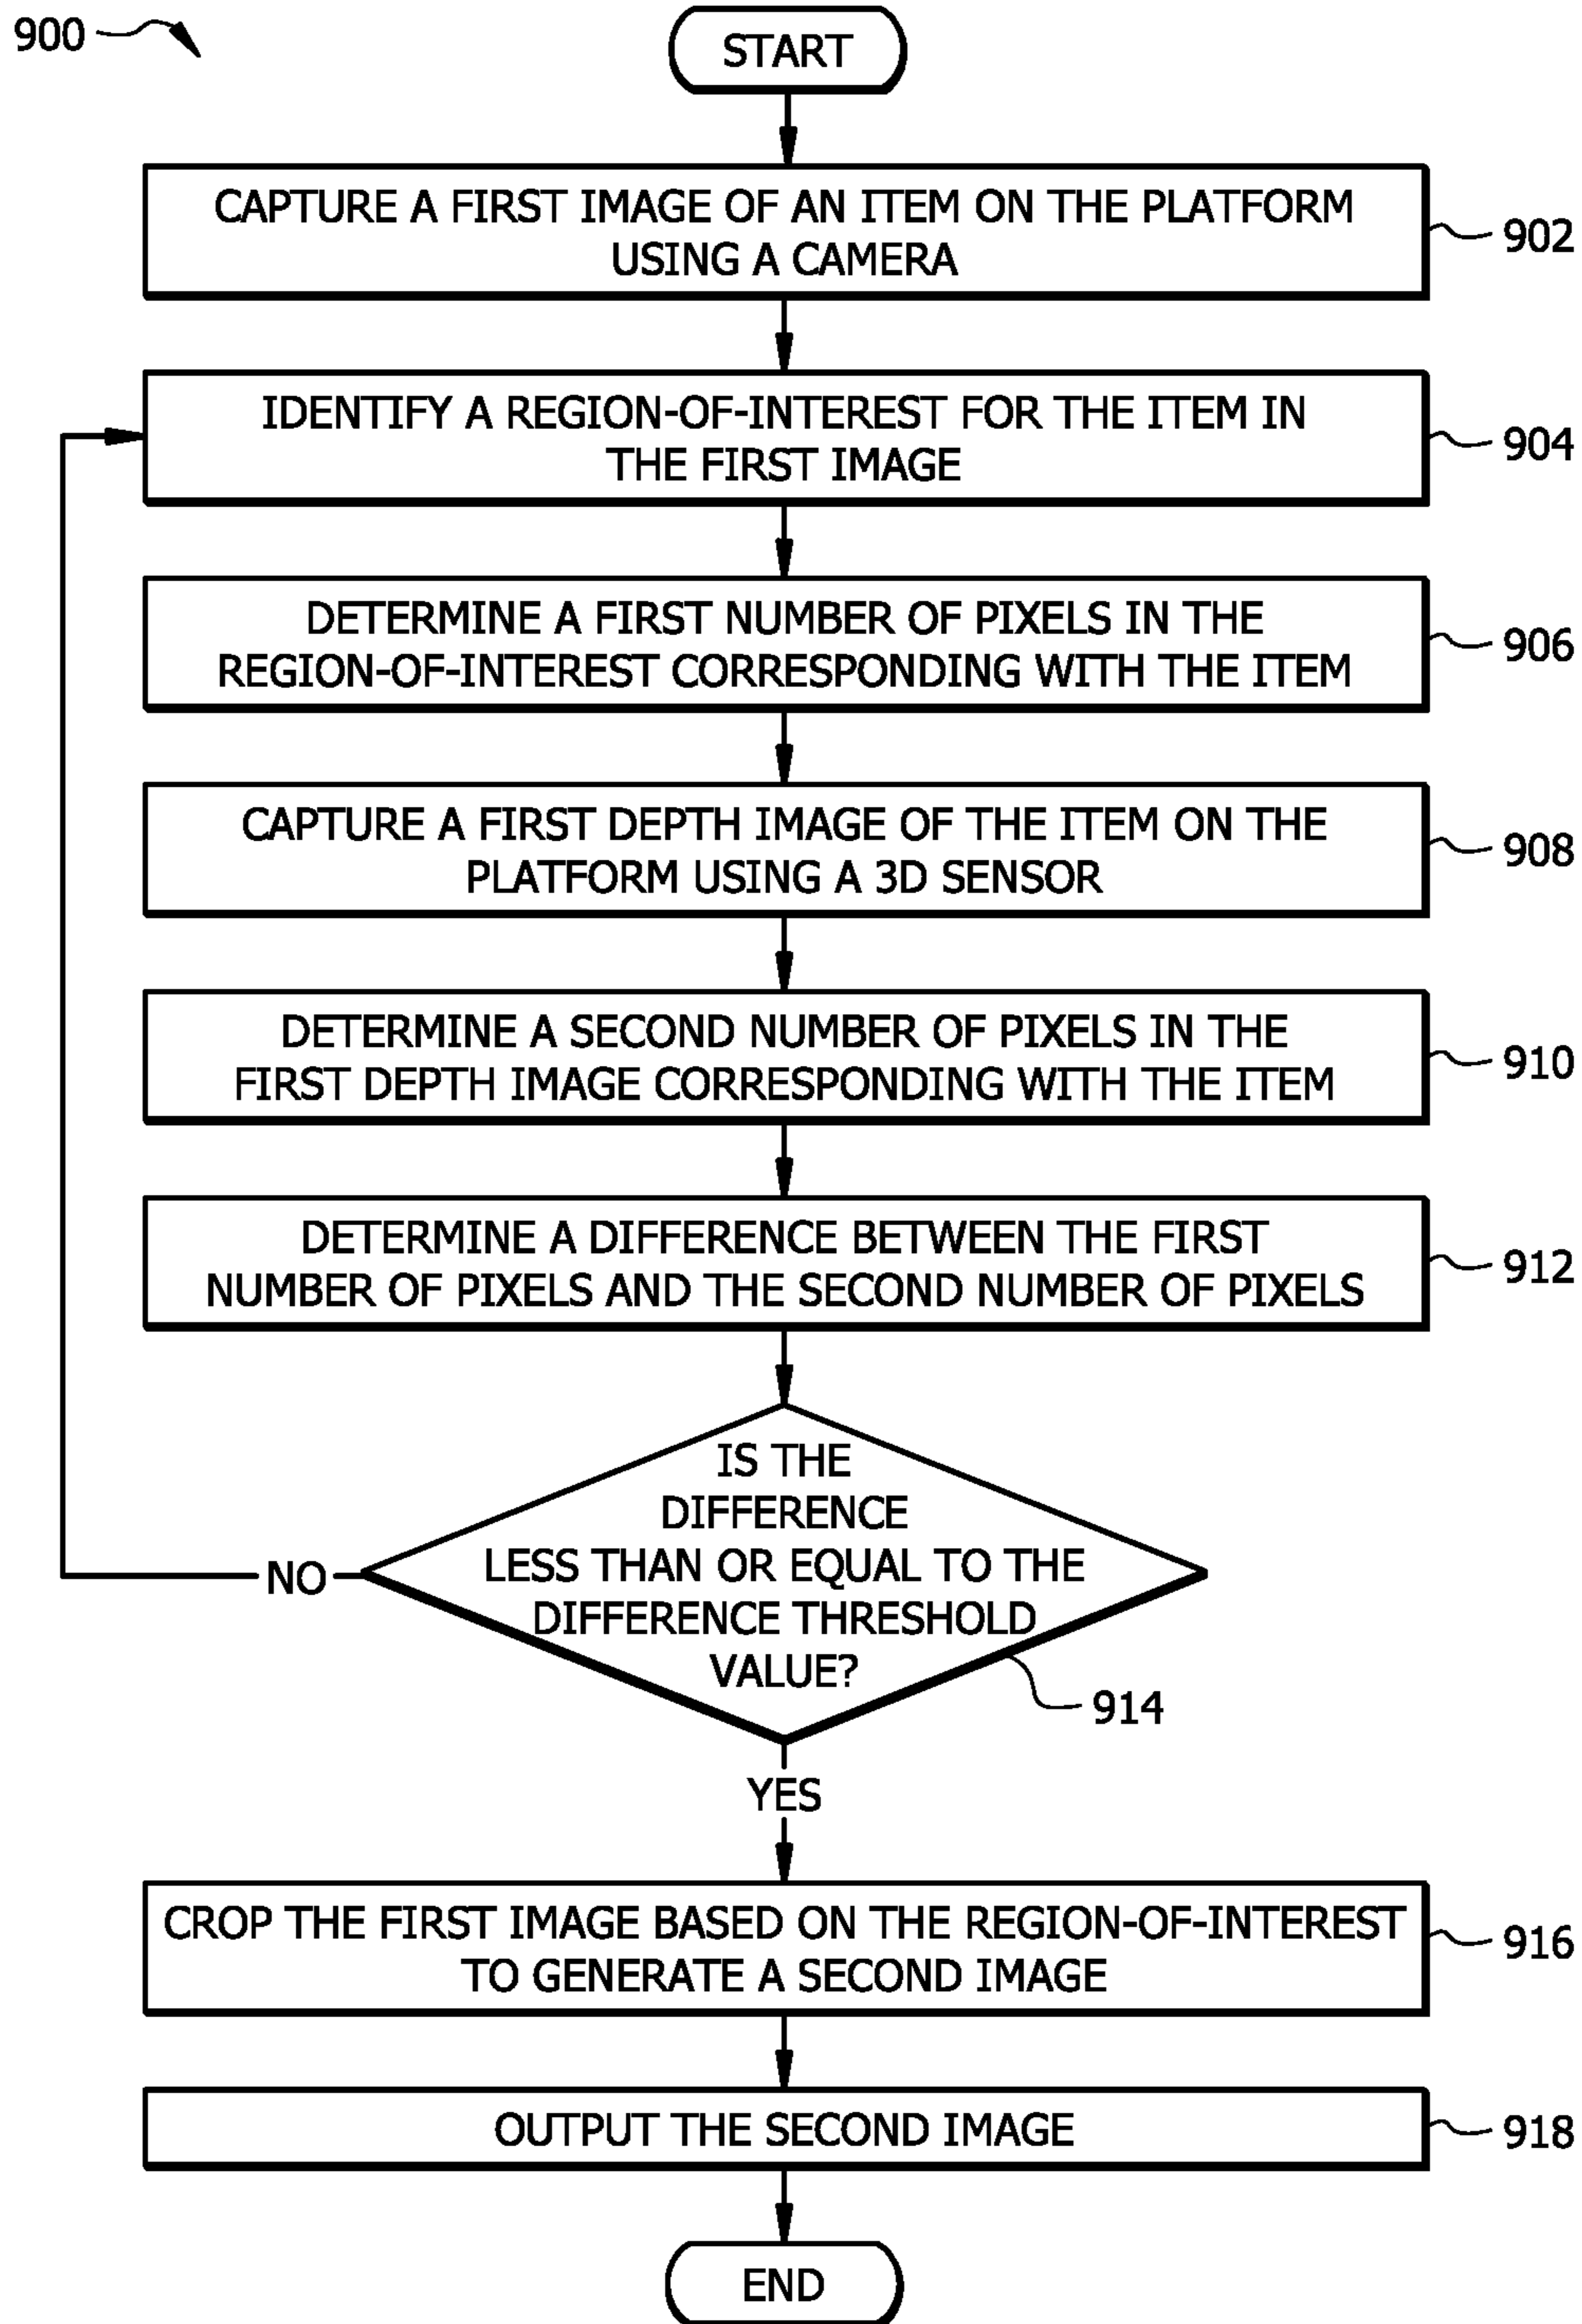 900
START
CAPTURE A FIRST IMAGE OF AN ITEM ON THE PLATFORM
USING A CAMERA
902
IDENTIFY A REGION-OF-INTEREST FOR THE ITEM IN
THE FIRST IMAGE
904
DETERMINE A FIRST NUMBER OF PIXELS IN THE
REGION-OF-INTEREST CORRESPONDING WITH THE ITEM
906
CAPTURE A FIRST DEPTH IMAGE OF THE ITEM ON THE
PLATFORM USING A 3D SENSOR
908
DETERMINE A SECOND NUMBER OF PIXELS IN THE
FIRST DEPTH IMAGE CORRESPONDING WITH THE ITEM
910
DETERMINE A DIFFERENCE BETWEEN THE FIRST
NUMBER OF PIXELS AND THE SECOND NUMBER OF PIXELS
912
IS THE
DIFFERENCE
LESS THAN OR EQUAL TO THE
DIFFERENCE THRESHOLD
VALUE?
NO
914
YES
CROP THE FIRST IMAGE BASED ON THE REGION-OF-INTEREST
TO GENERATE A SECOND IMAGE
916
OUTPUT THE SECOND IMAGE
918
END